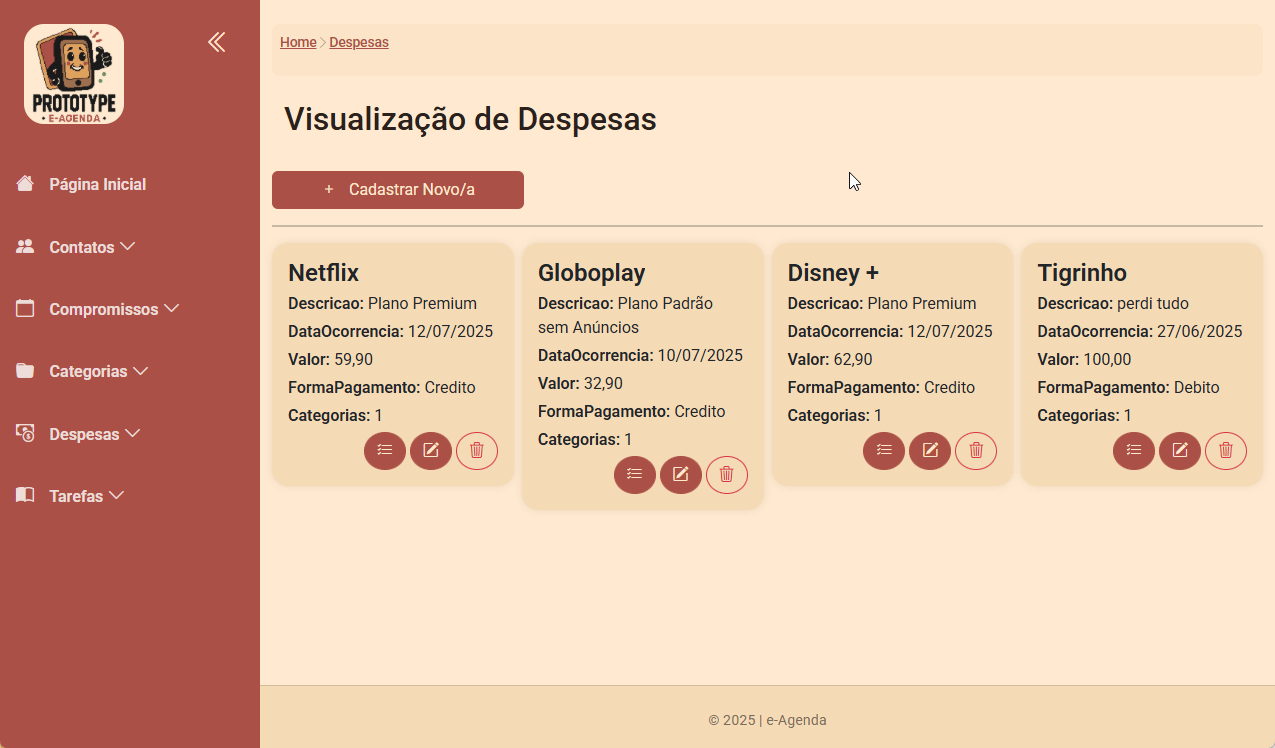 PROTOTYPE
• E-AGENDA •
Página Inicial
Contatos
Compromissos
Categorias
Despesas
Tarefas
Home > Despesas
Visualização de Despesas
+ Cadastrar Novo/a
Netflix
Descricao: Plano Premium
DataOcorrencia: 12/07/2025
Valor: 59,90
FormaPagamento: Credito
Categorias: 1
Globoplay
Descricao: Plano Padrão
sem Anúncios
DataOcorrencia: 10/07/2025
Valor: 32,90
FormaPagamento: Credito
Categorias: 1
Disney +
Descricao: Plano Premium
DataOcorrencia: 12/07/2025
Valor: 62,90
FormaPagamento: Credito
Categorias: 1
Tigrinho
Descricao: perdi tudo
DataOcorrencia: 27/06/2025
Valor: 100,00
FormaPagamento: Debito
Categorias: 1
© 2025 | e-Agenda